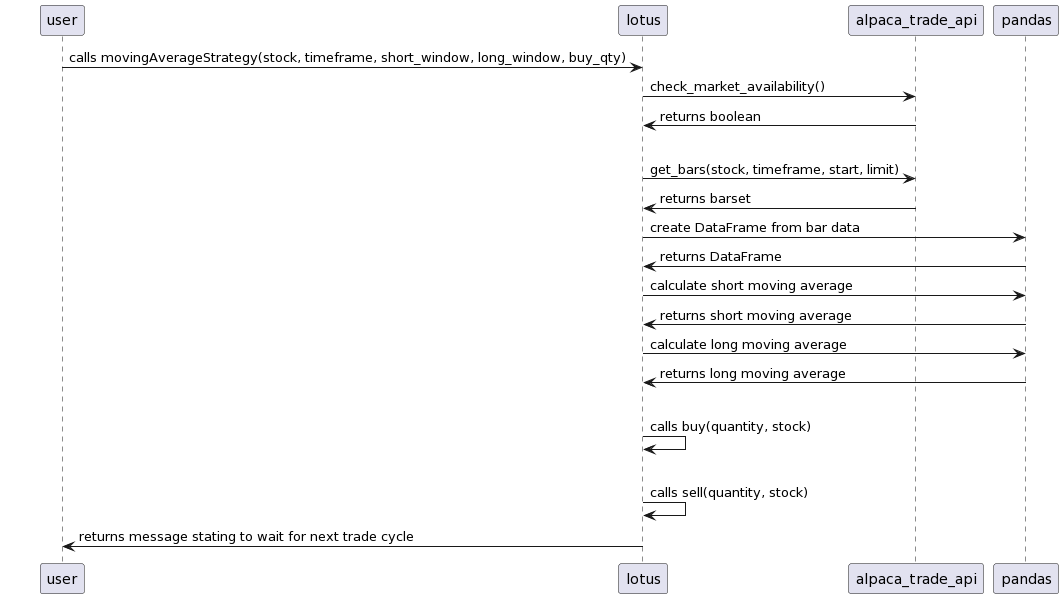 user
lotus
alpaca_trade_api
pandas
calls movingAverageStrategy(stock, timeframe, short_window, long_window, buy_qty)
check_market_availability()
returns boolean
get_bars(stock, timeframe, start, limit)
returns barset
create DataFrame from bar data
returns DataFrame
calculate short moving average
returns short moving average
calculate long moving average
returns long moving average
calls buy(quantity, stock)
calls sell(quantity, stock)
returns message stating to wait for next trade cycle
user
lotus
alpaca_trade_api
pandas